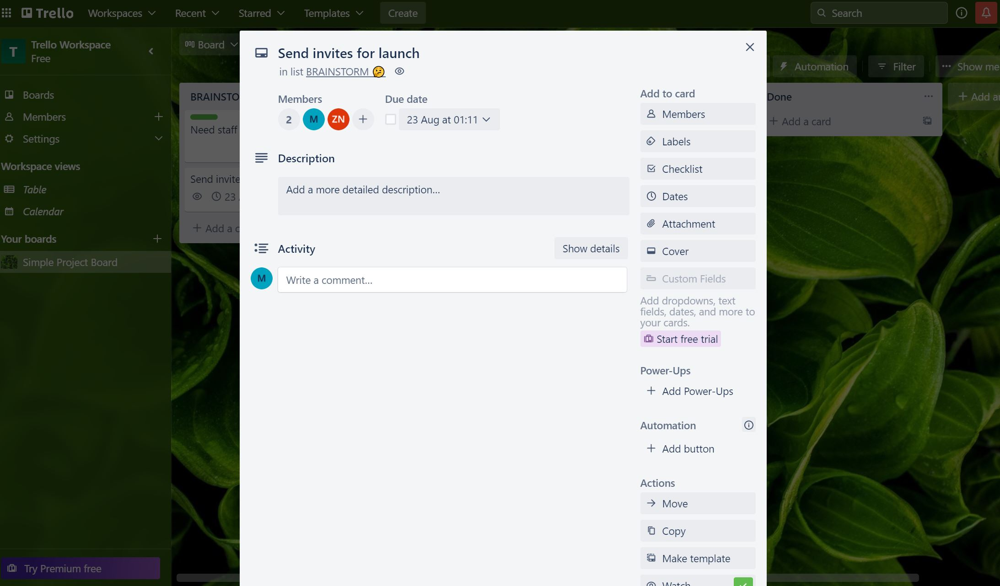 Trello
Workspaces
Recent
Starred
Templates
Create
Search
T
Trello Workspace
Free
Boards
Members
Settings
Workspace views
Table
Calendar
Your boards
Simple Project Board
Try Premium free
Board
Automation
Filter
Show me
BRAINSTO
Need staff
Send invite
23
Add a c
Send invites for launch
in list BRAINSTORM 🤔
Members
Due date
2
M
ZN
23 Aug at 01:11
Description
Add a more detailed description...
Activity
Show details
M
Write a comment...
Add to card
Members
Labels
Checklist
Dates
Attachment
Cover
Custom Fields
Add dropdowns, text
fields, dates, and more to
your cards.
Start free trial
Power-Ups
Add Power-Ups
Automation
Add button
Actions
Move
Copy
Make template
Watch
Done
Add a card
Add a